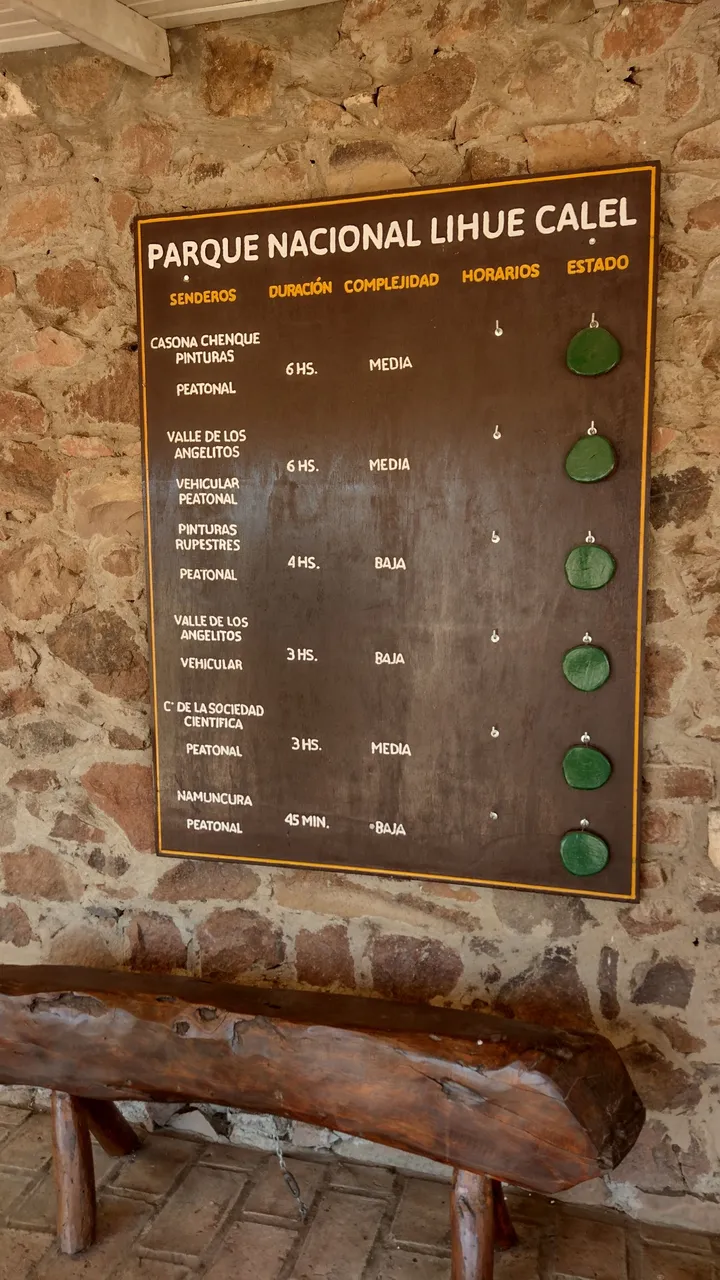 PARQUE NACIONAL LIHUE CALEL
SENDEROS DURACIÓN COMPLEJIDAD HORARIOS ESTADO
CASONA CHENQUE
PINTURAS
6 HS. MEDIA
PEATONAL
VALLE DE LOS
ANGELITOS
6 HS. MEDIA
VEHICULAR
PEATONAL
PINTURAS
RUPESTRES
4 HS. BAJA
PEATONAL
VALLE DE LOS
ANGELITOS
3 HS. BAJA
VEHICULAR
C° DE LA SOCIEDAD
CIENTIFICA
3 HS. MEDIA
PEATONAL
NAMUNCURA
45 MIN. BAJA
PEATONAL